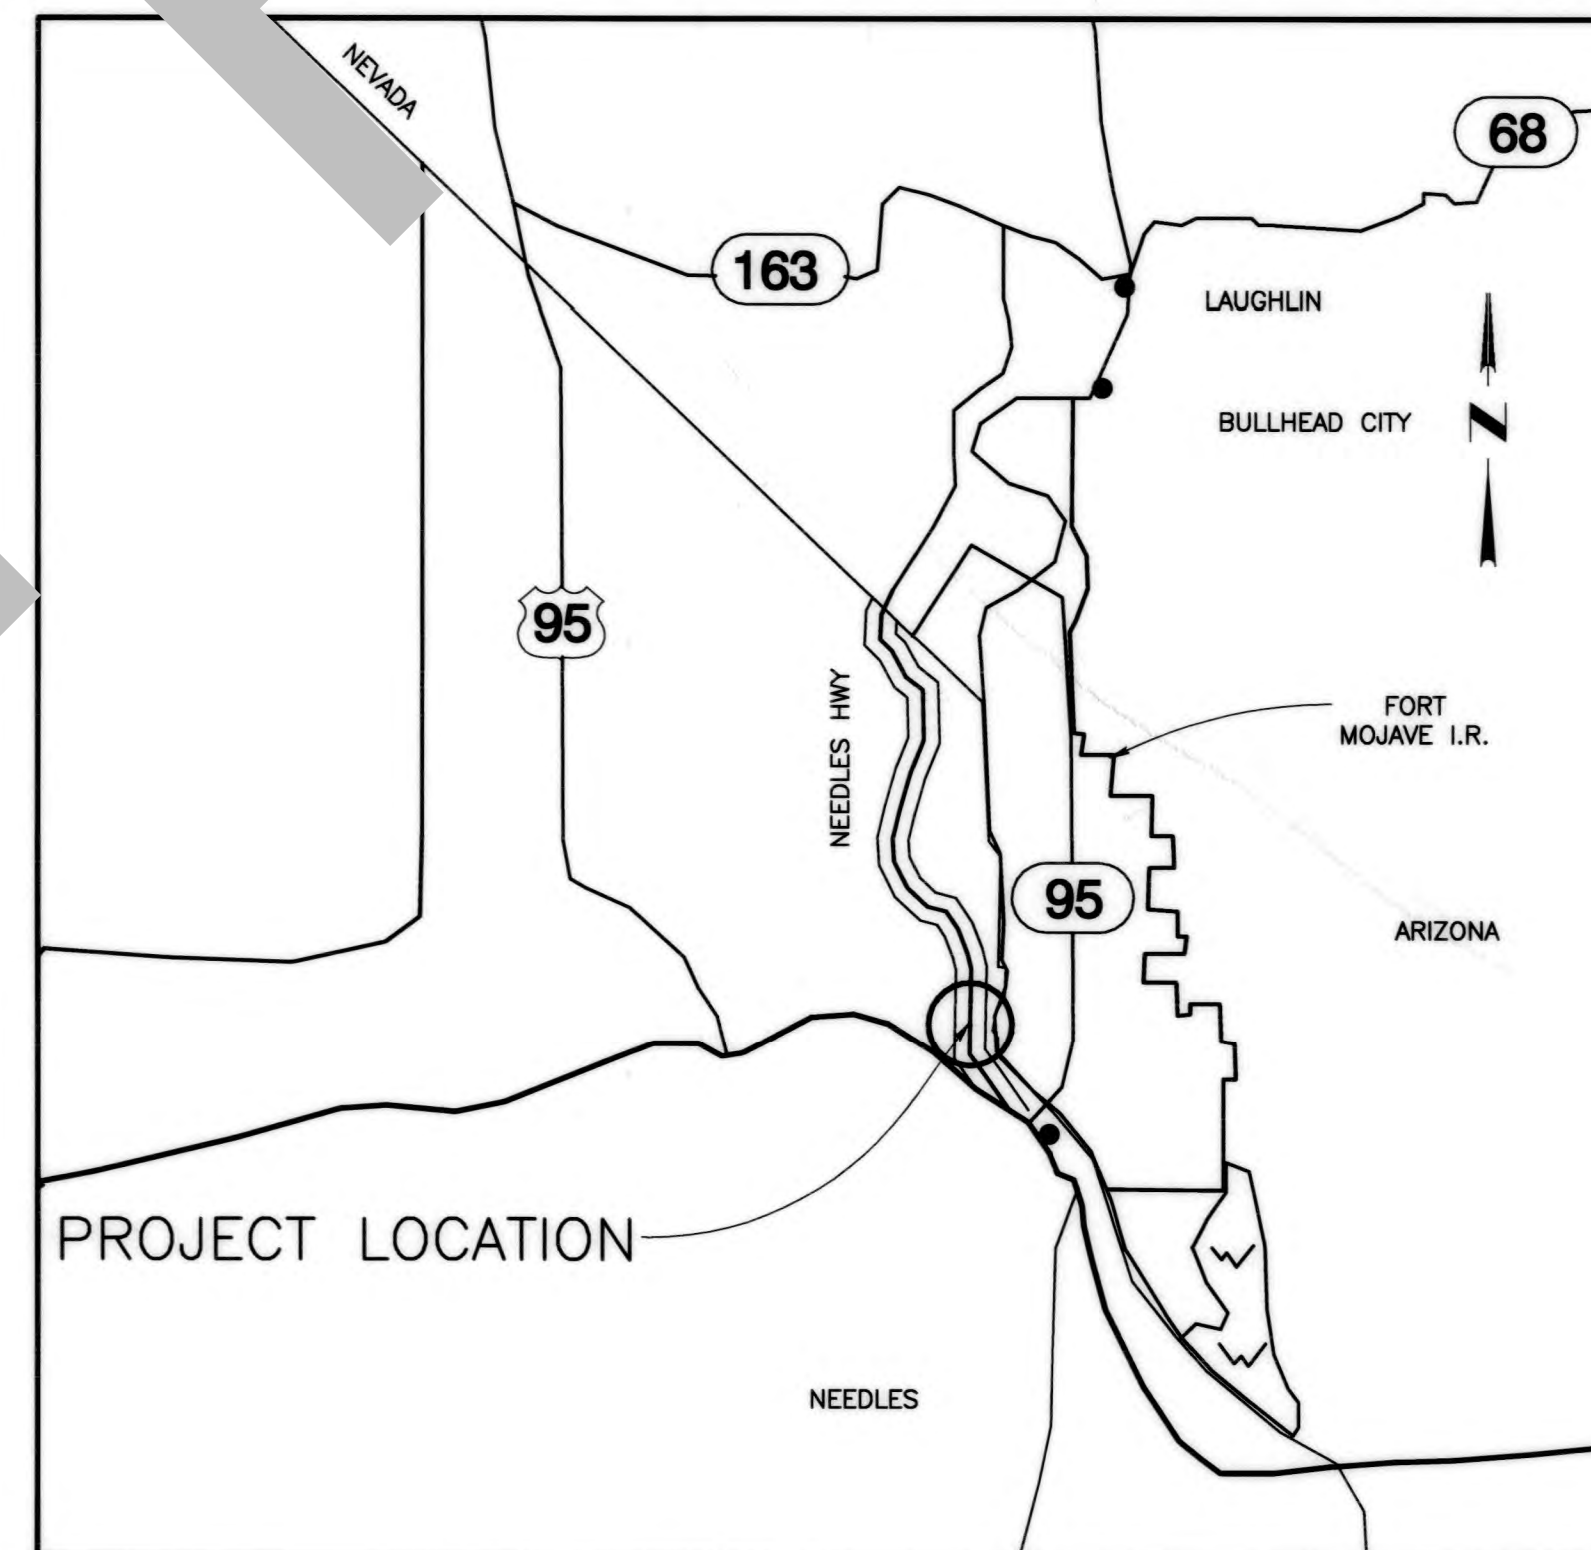 NEVADA
68
163
LAUGHLIN
BULLHEAD CITY
N
95
NEEDLES HWY
FORT
MOJAVE I.R.
95
ARIZONA
PROJECT LOCATION
NEEDLES